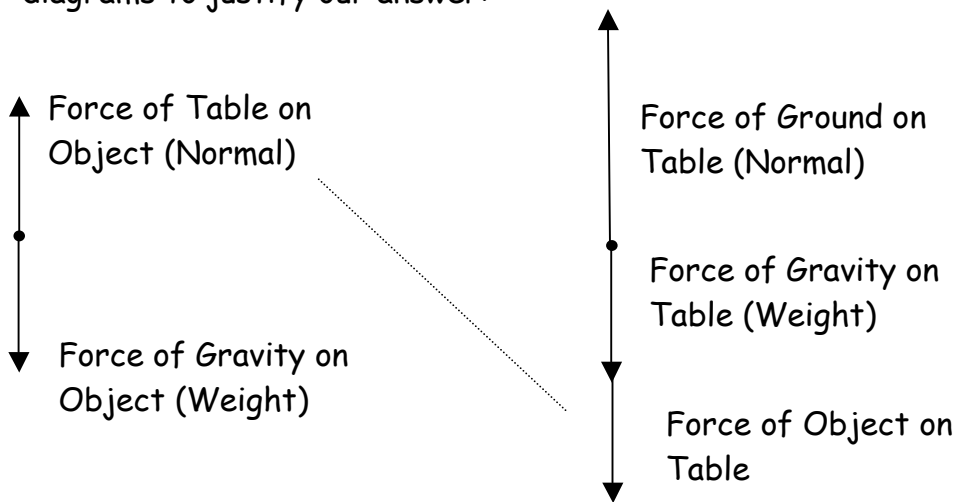 diagrams to justify our answer.
Force of Table on
Object (Normal)
Force of Gravity on
Object (Weight)
Force of Ground on
Table (Normal)
Force of Gravity on
Table (Weight)
Force of Object on
Table